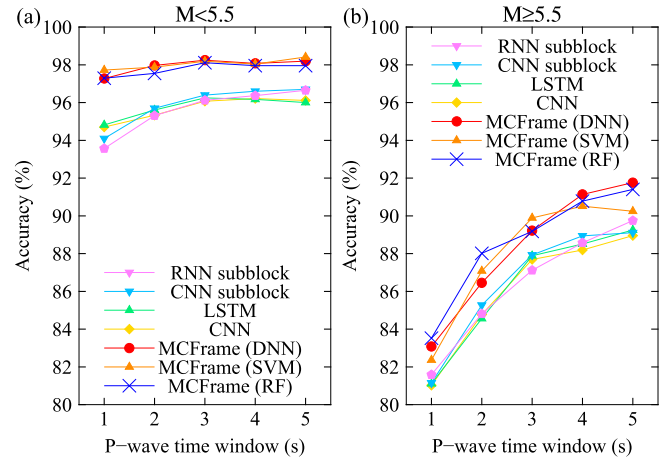 (a)
M<5.5
Accuracy (%)
100
98
96
94
92
90
88
86
84
82
80
RNN subblock
CNN subblock
LSTM
CNN
MCFrame (DNN)
MCFrame (SVM)
MCFrame (RF)
1 2 3 4 5
P−wave time window (s)
(b)
M≥5.5
Accuracy (%)
100
98
96
94
92
90
88
86
84
82
80
RNN subblock
CNN subblock
LSTM
CNN
MCFrame (DNN)
MCFrame (SVM)
MCFrame (RF)
1 2 3 4 5
P−wave time window (s)